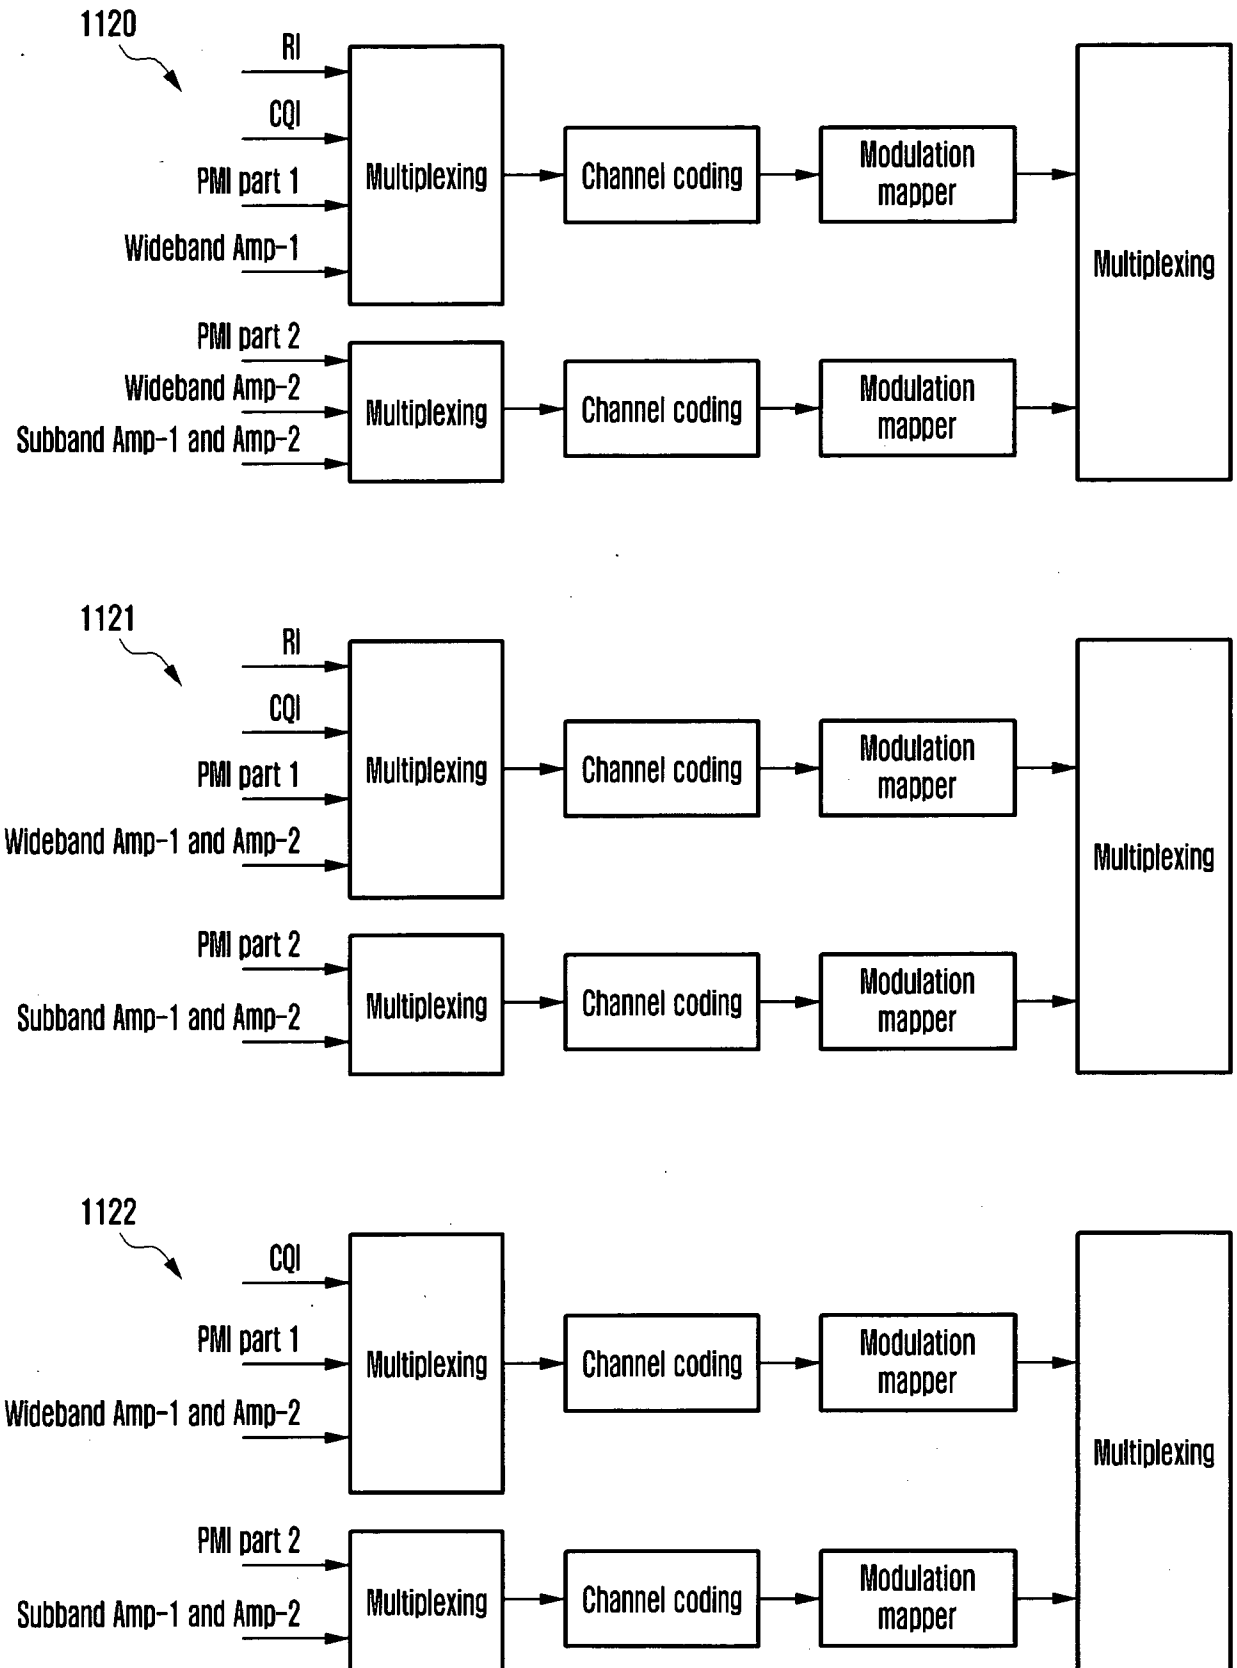 1120
RI
CQI
PMI part 1
Wideband Amp-1
Multiplexing
Channel coding
Modulation
mapper
Multiplexing
PMI part 2
Wideband Amp-2
Subband Amp-1 and Amp-2
Multiplexing
Channel coding
Modulation
mapper
1121
RI
CQI
PMI part 1
Wideband Amp-1 and Amp-2
Multiplexing
Channel coding
Modulation
mapper
Multiplexing
PMI part 2
Subband Amp-1 and Amp-2
Multiplexing
Channel coding
Modulation
mapper
1122
CQI
PMI part 1
Wideband Amp-1 and Amp-2
Multiplexing
Channel coding
Modulation
mapper
Multiplexing
PMI part 2
Subband Amp-1 and Amp-2
Multiplexing
Channel coding
Modulation
mapper